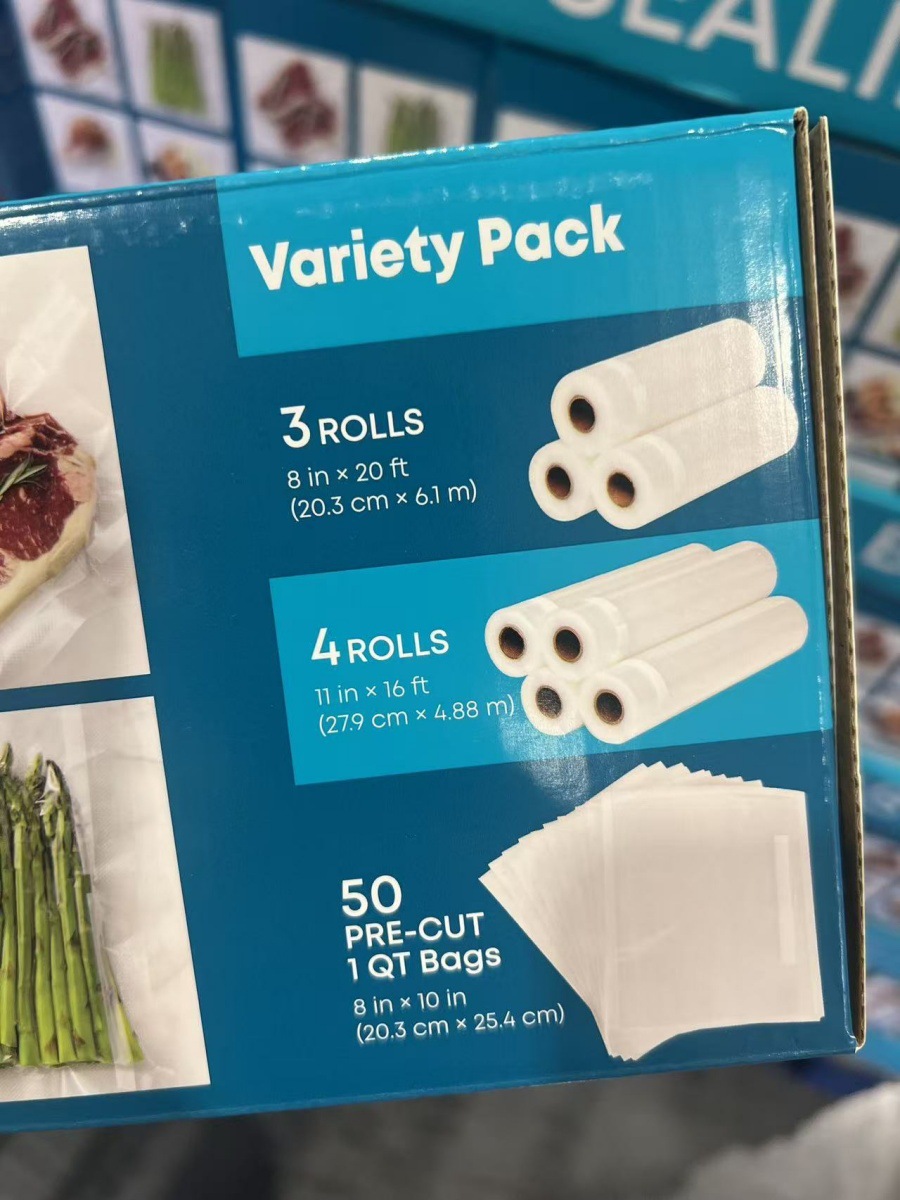 Variety Pack
3 ROLLS
8 in × 20 ft
(20.3 cm × 6.1 m)
4 ROLLS
11 in × 16 ft
(27.9 cm × 4.88 m)
50
PRE-CUT
1 QT Bags
8 in × 10 in
(20.3 cm × 25.4 cm)